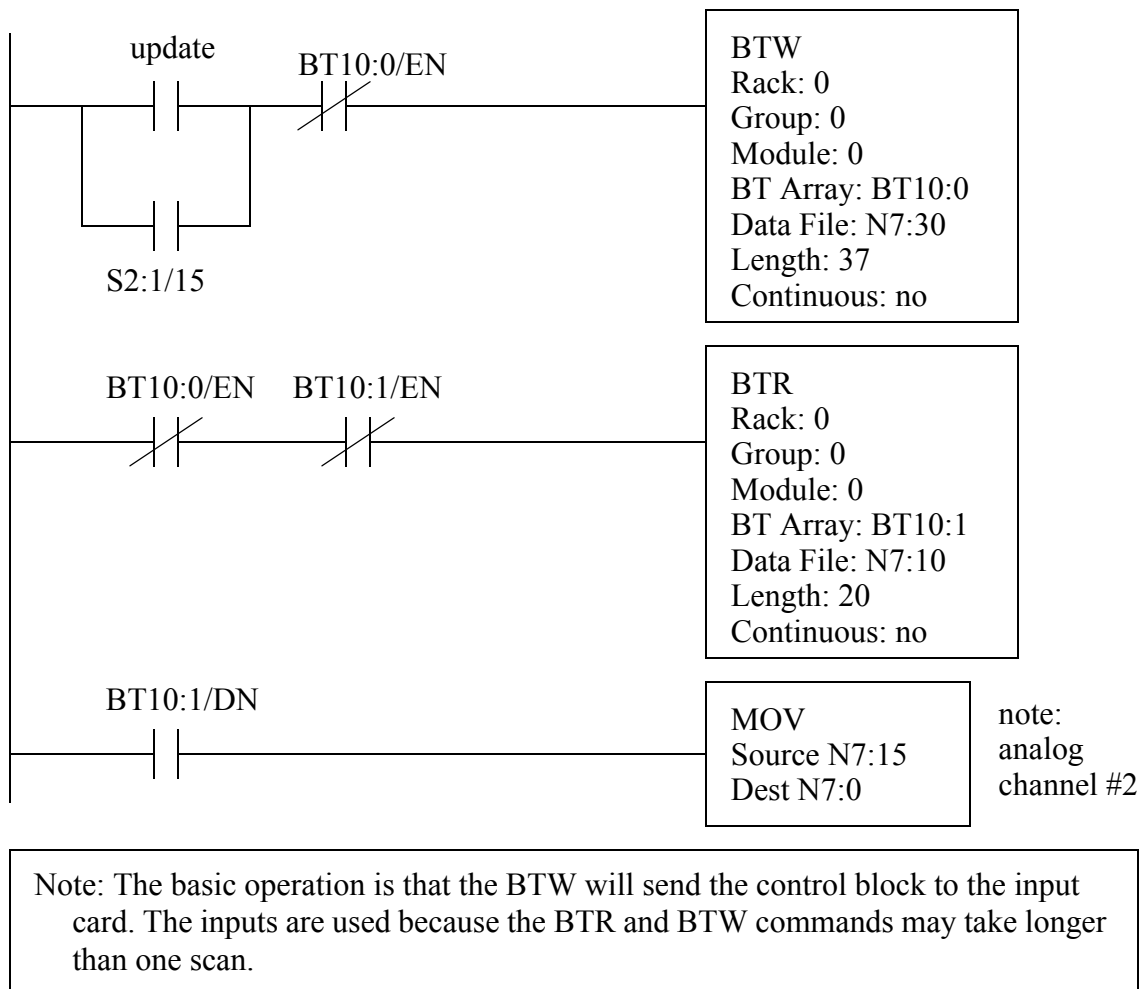 update
BT10:0/EN
S2:1/15
BTW
Rack: 0
Group: 0
Module: 0
BT Array: BT10:0
Data File: N7:30
Length: 37
Continuous: no
BT10:0/EN
BT10:1/EN
BTR
Rack: 0
Group: 0
Module: 0
BT Array: BT10:1
Data File: N7:10
Length: 20
Continuous: no
BT10:1/DN
MOV
Source N7:15
Dest N7:0
note:
analog
channel #2
Note: The basic operation is that the BTW will send the control block to the input
card. The inputs are used because the BTR and BTW commands may take longer
than one scan.